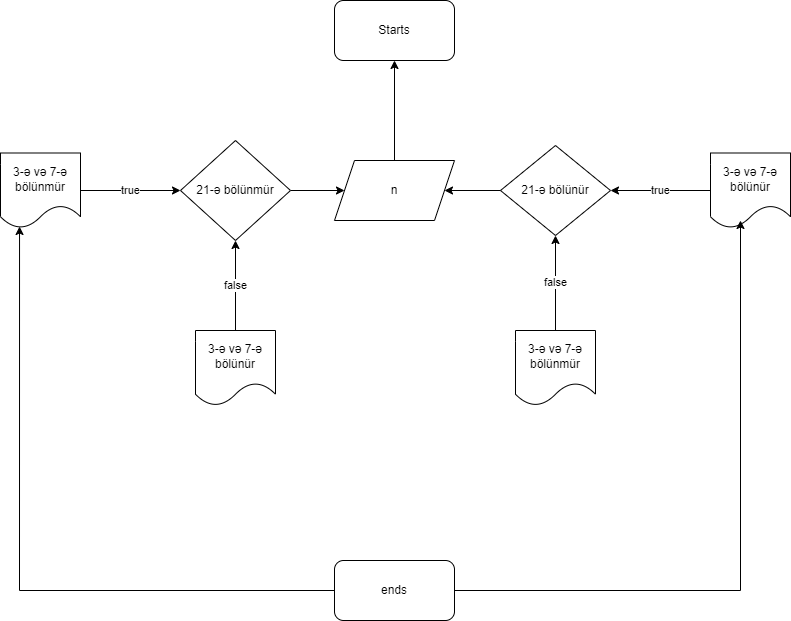 Starts
3-ə və 7-ə
bölünmür
true
21-ə bölünmür
n
21-ə bölünür
true
3-ə və 7-ə
bölünür
false
false
3-ə və 7-ə
bölünür
3-ə və 7-ə
bölünmür
ends